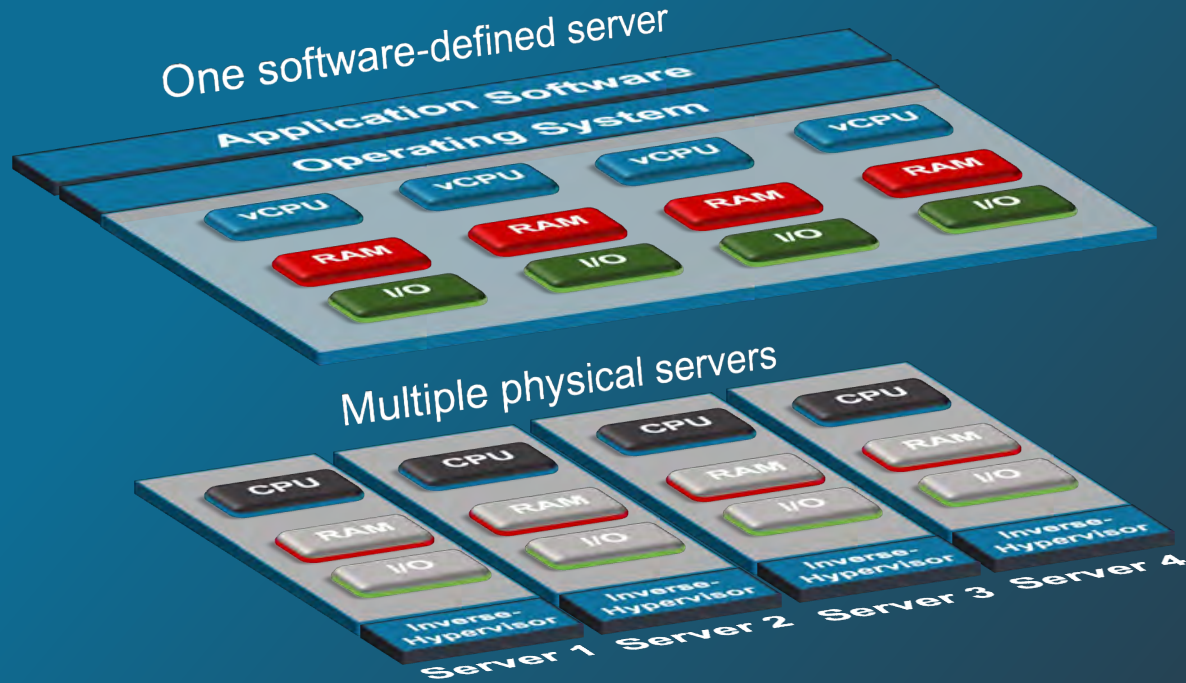 One software-defined server
Application Software
Operating System
vCPU vCPU vCPU vCPU
RAM RAM RAM RAM
I/O I/O I/O I/O
Multiple physical servers
CPU CPU CPU CPU
RAM RAM RAM RAM
I/O I/O I/O I/O
Inverse-
Hypervisor
Inverse-
Hypervisor
Inverse-
Hypervisor
Inverse-
Hypervisor
Server 1 Server 2 Server 3 Server 4